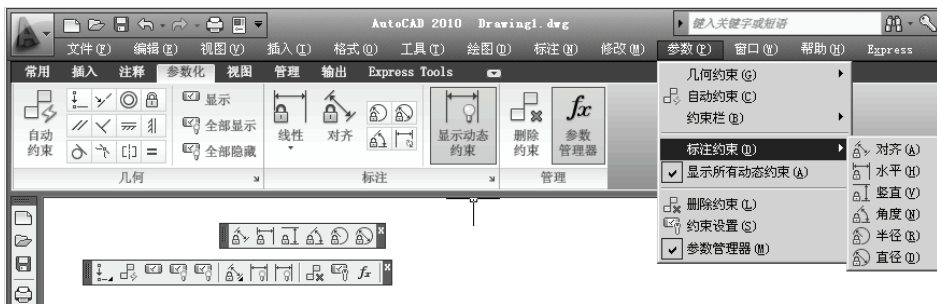 AutoCAD 2010 Drawing1.dwg 键入关键字或短语
文件(F) 编辑(E) 视图(V) 插入(I) 格式(O) 工具(T) 绘图(D) 标注(N) 修改(M) 参数(P) 窗口(W) 帮助(H) Express
常用 插入 注释 参数化 视图 管理 输出 Express Tools
几何约束(G)
自动约束(C)
约束栏(B)
标注约束(D)
显示所有动态约束(A)
删除约束(L)
约束设置(S)
参数管理器(M)
对齐(A)
水平(H)
竖直(V)
角度(N)
半径(R)
直径(D)
自动
约束
显示
全部显示
全部隐藏
几何
线性
对齐
显示动态
约束
标注
删除
约束
fx
参数
管理器
管理
fx